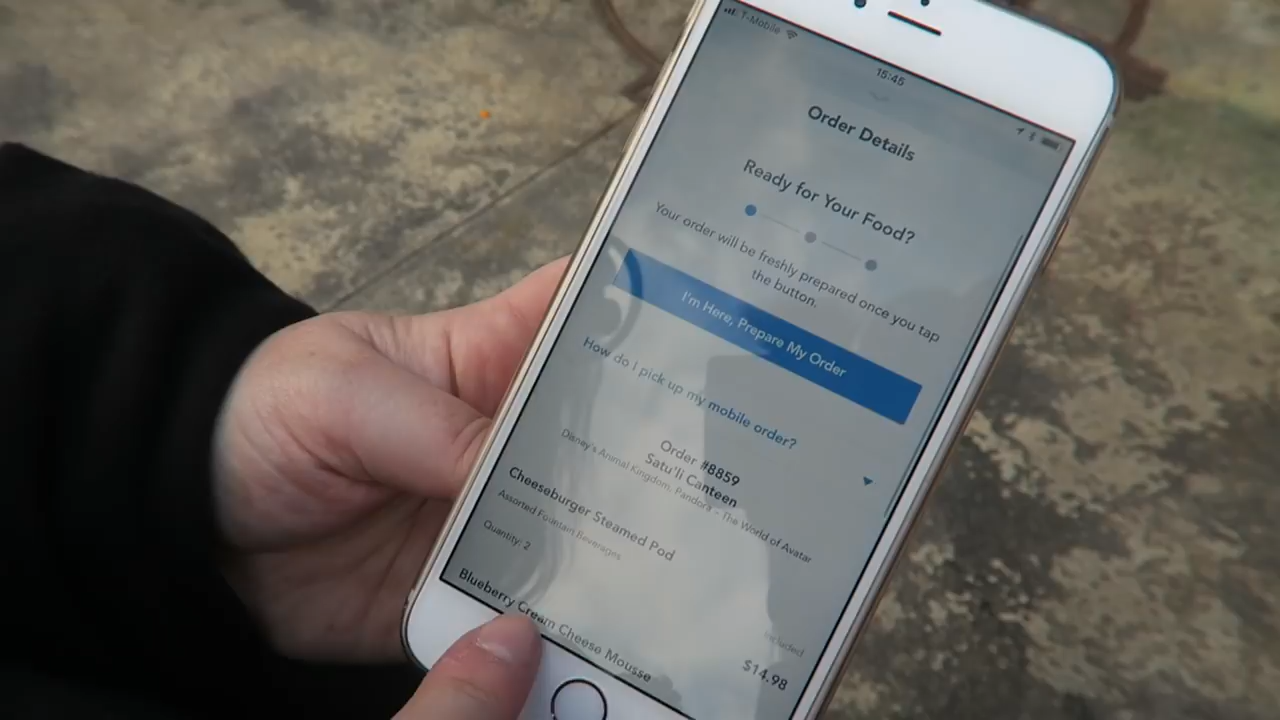 T-Mobile
15:45
Order Details
Ready for Your Food?
Your order will be freshly prepared once you tap
the button.
I'm Here, Prepare My Order
How do I pick up my mobile order?
Order #8859
Satu'li Canteen
Disney's Animal Kingdom, Pandora - The World of Avatar
Cheeseburger Steamed Pod
Assorted Fountain Beverages
Included
Quantity: 2
$14.98
Blueberry Cream Cheese Mousse